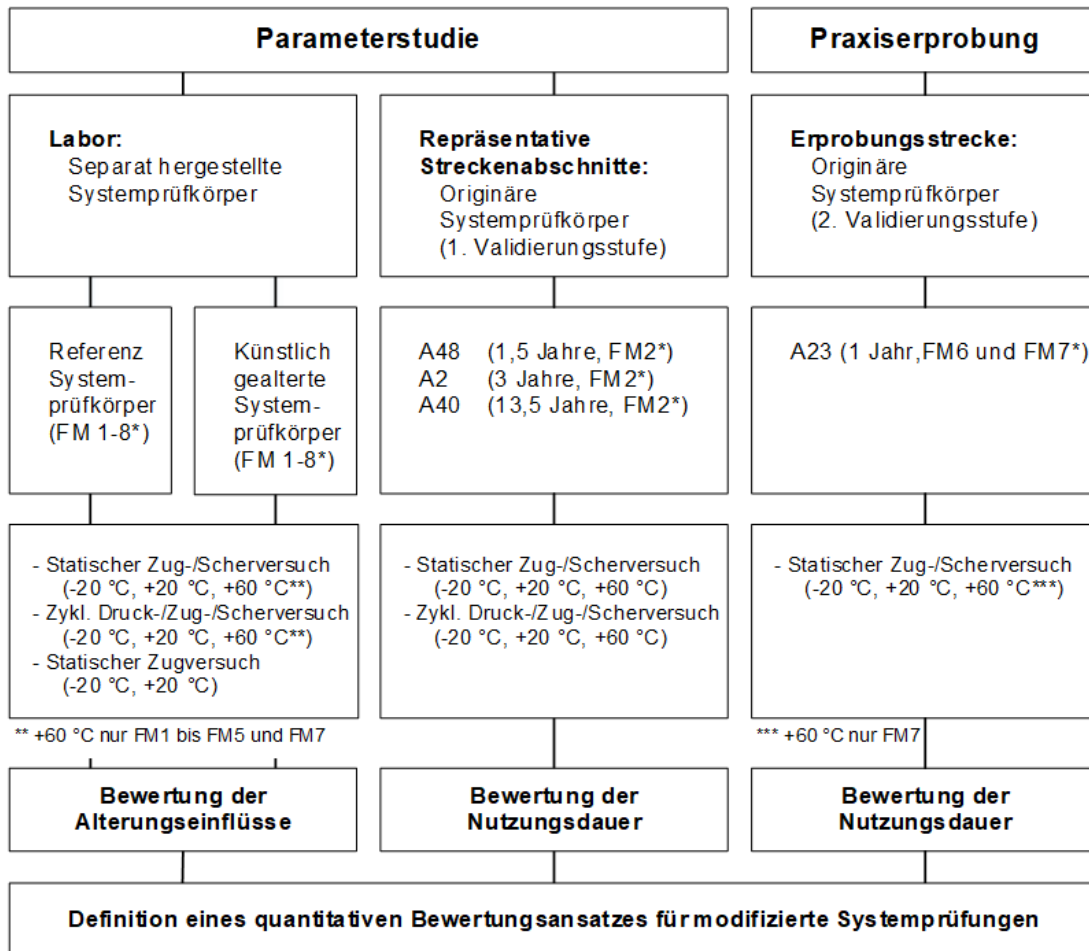 Parameterstudie
Praxiserprobung
Labor:
Separat hergestellte
Systemprüfkörper
Repräsentative
Streckenabschnitte:
Originäre
Systemprüfkörper
(1. Validierungsstufe)
Erprobungsstrecke:
Originäre
Systemprüfkörper
(2. Validierungsstufe)
Referenz
System-
prüfkörper
(FM 1-8*)
Künstlich
gealterte
System-
prüfkörper
(FM 1-8*)
A48 (1,5 Jahre, FM2*)
A2 (3 Jahre, FM2*)
A40 (13,5 Jahre, FM2*)
A23 (1 Jahr,FM6 und FM7*)
- Statischer Zug-/Scherversuch
(-20 °C, +20 °C, +60 °C**)
- Zykl. Druck-/Zug-/Scherversuch
(-20 °C, +20 °C, +60 °C**)
- Statischer Zugversuch
(-20 °C, +20 °C)
- Statischer Zug-/Scherversuch
(-20 °C, +20 °C, +60 °C)
- Zykl. Druck-/Zug-/Scherversuch
(-20 °C, +20 °C, +60 °C)
- Statischer Zug-/Scherversuch
(-20 °C, +20 °C, +60 °C***)
** +60 °C nur FM1 bis FM5 und FM7
*** +60 °C nur FM7
Bewertung der
Alterungseinflüsse
Bewertung der
Nutzungsdauer
Bewertung der
Nutzungsdauer
Definition eines quantitativen Bewertungsansatzes für modifizierte Systemprüfungen